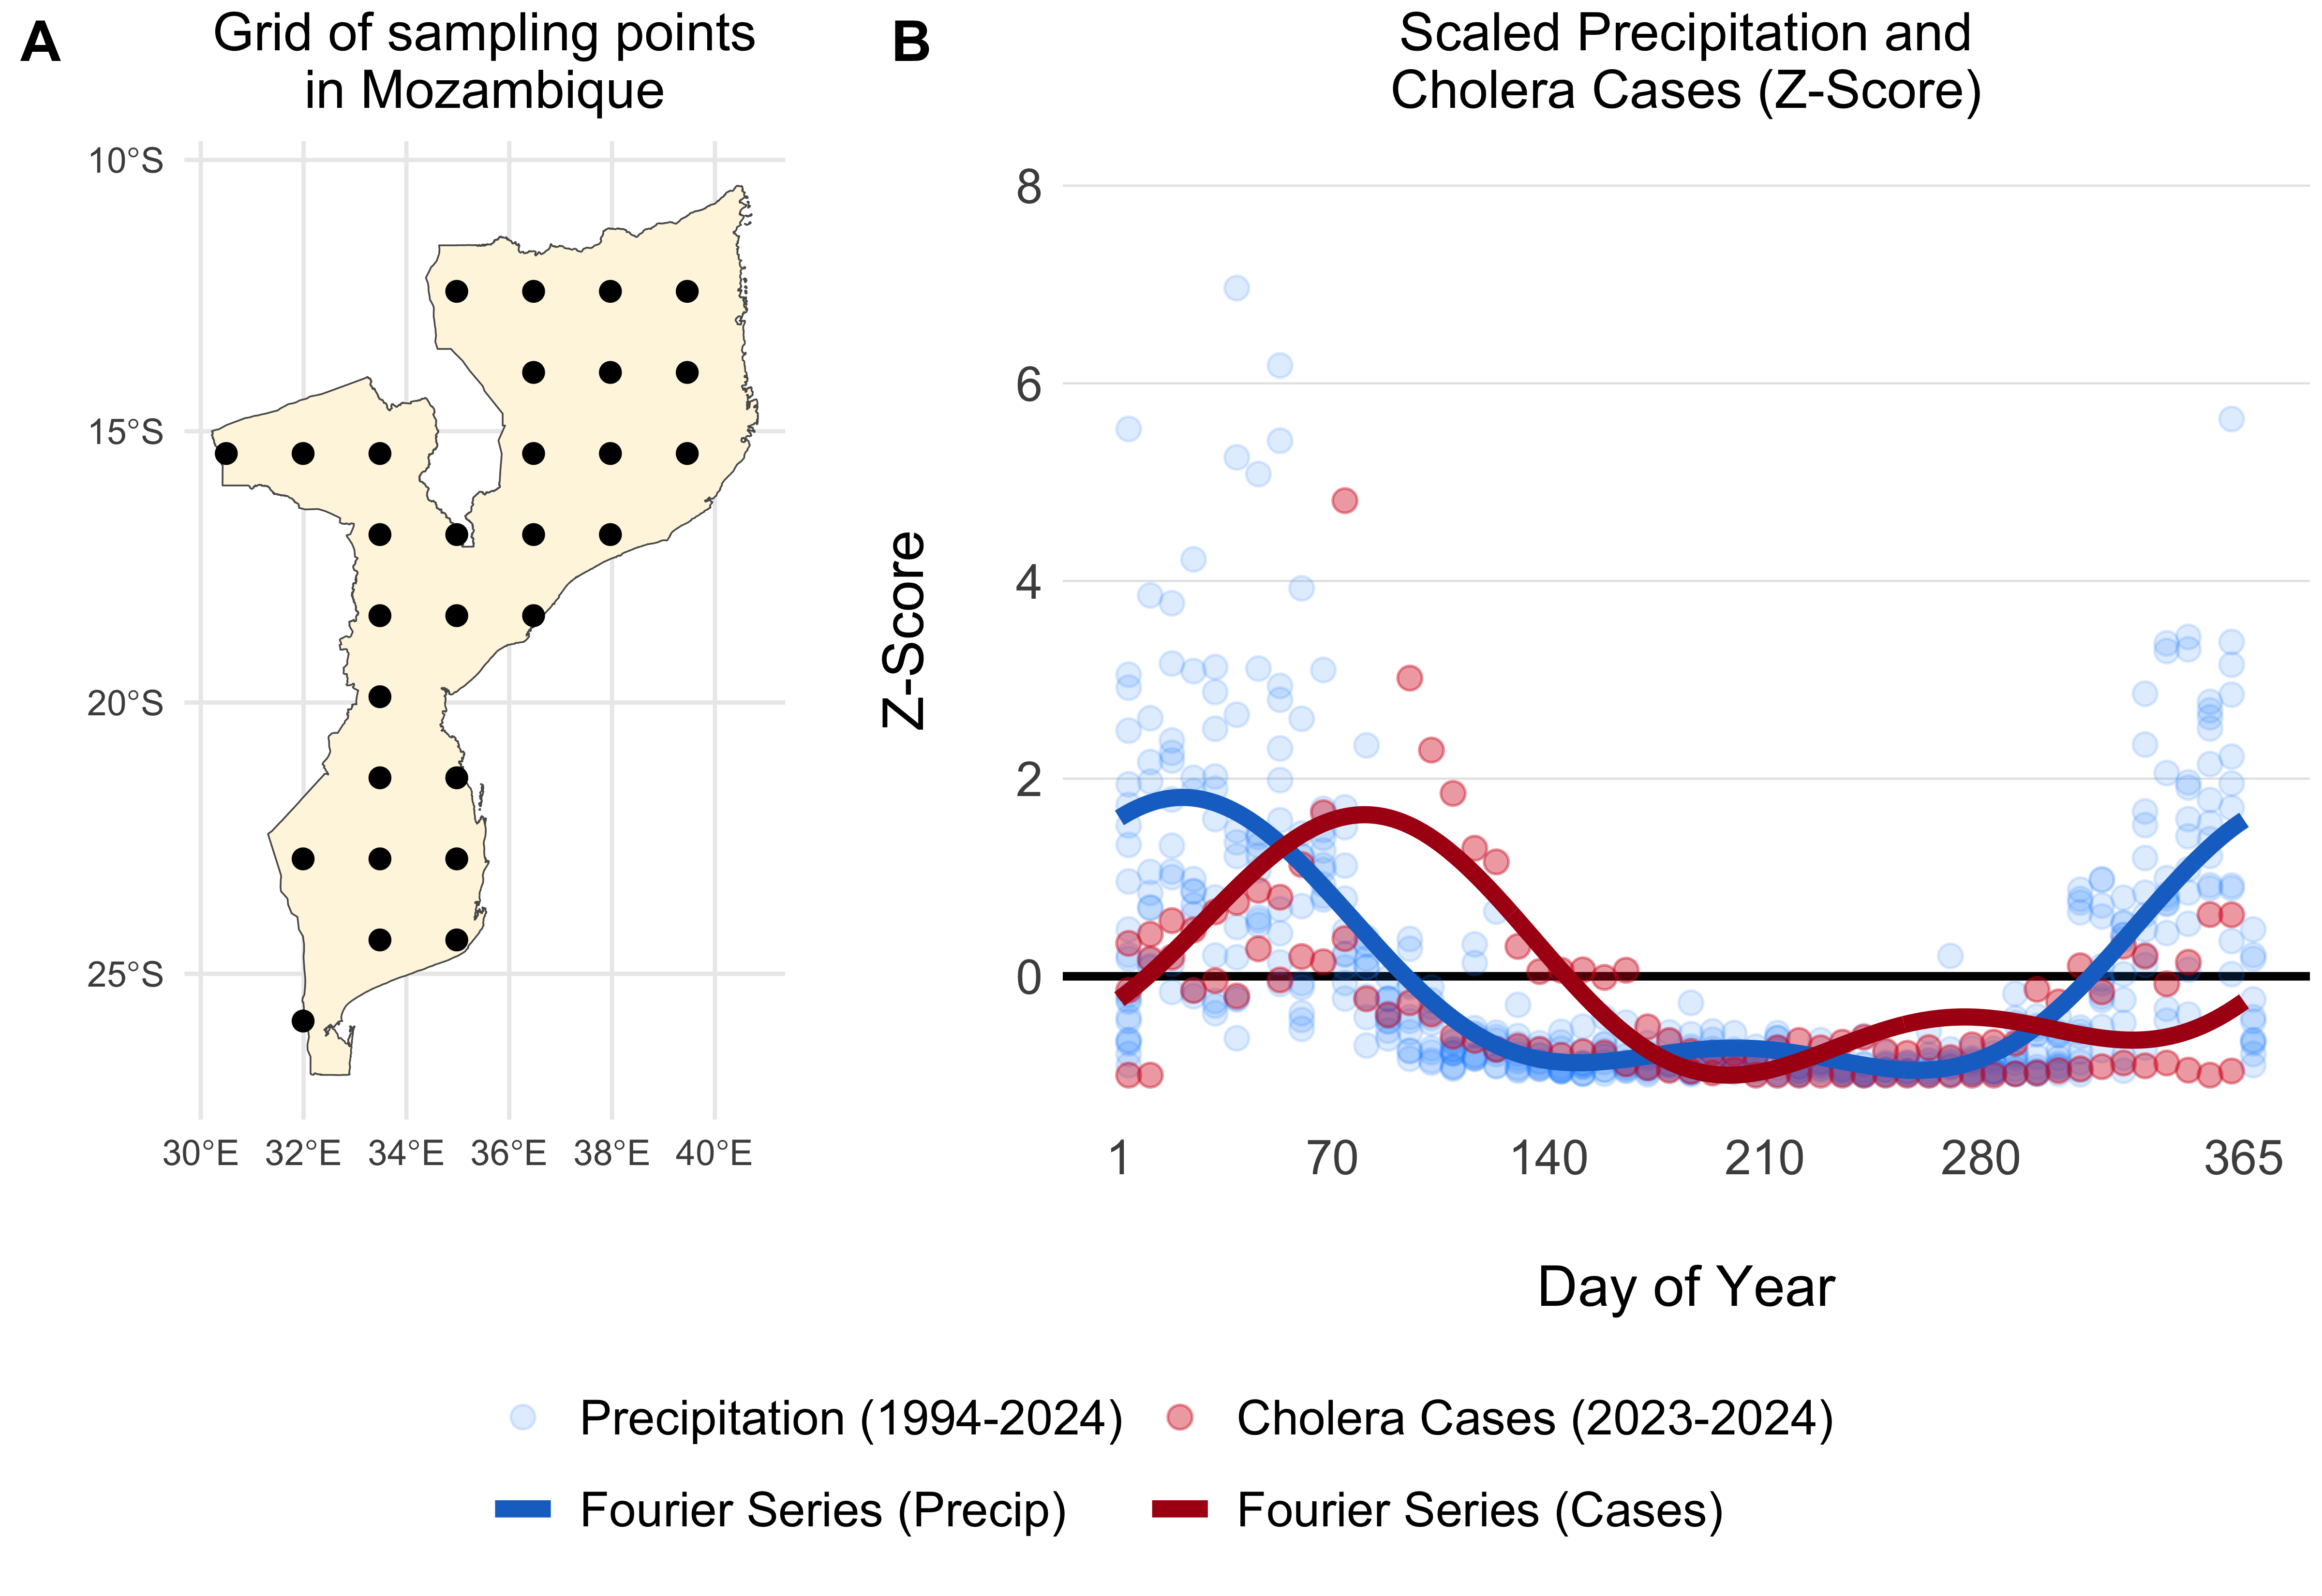 A
Grid of sampling points
in Mozambique
10°S
15°S
20°S
25°S
30°E 32°E 34°E 36°E 38°E 40°E
B
Scaled Precipitation and
Cholera Cases (Z-Score)
Z-Score
8
6
4
2
0
1 70 140 210 280 365
Day of Year
Precipitation (1994-2024) Cholera Cases (2023-2024)
Fourier Series (Precip) Fourier Series (Cases)